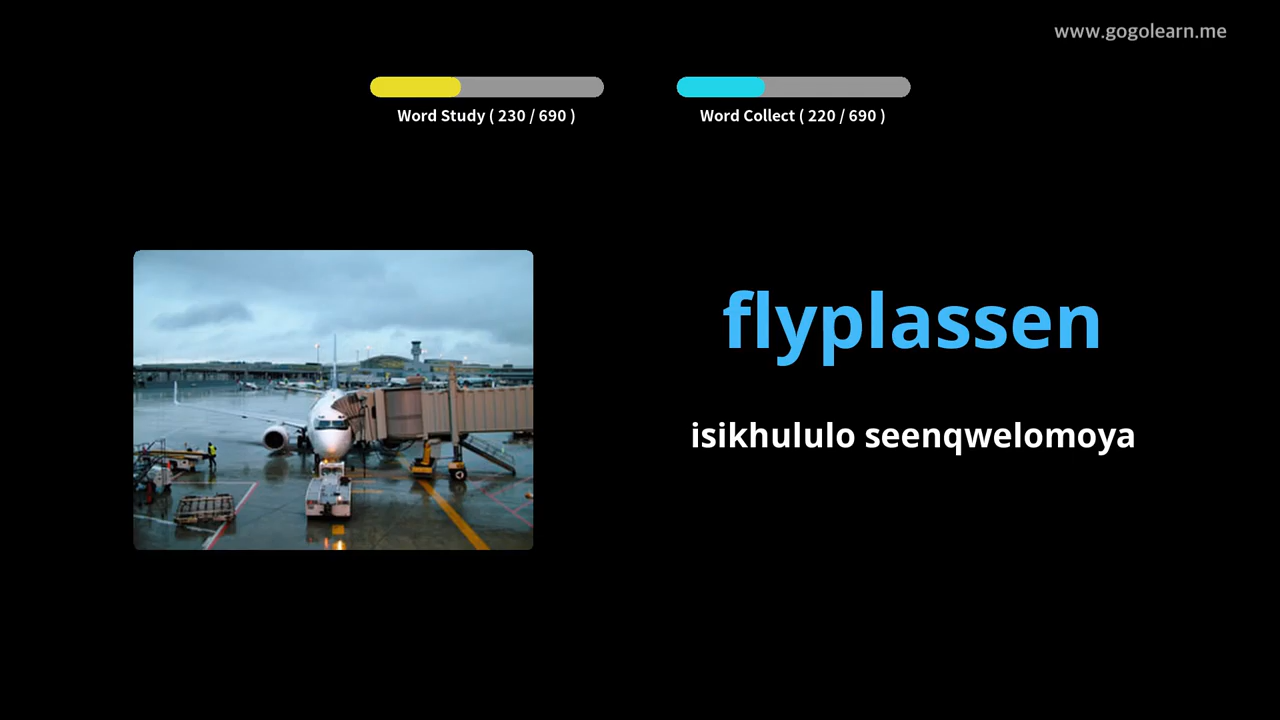 www.gogolearn.me
Word Study ( 230 / 690 )
Word Collect ( 220 / 690 )
flyplassen
isikhululo seenqwelomoya